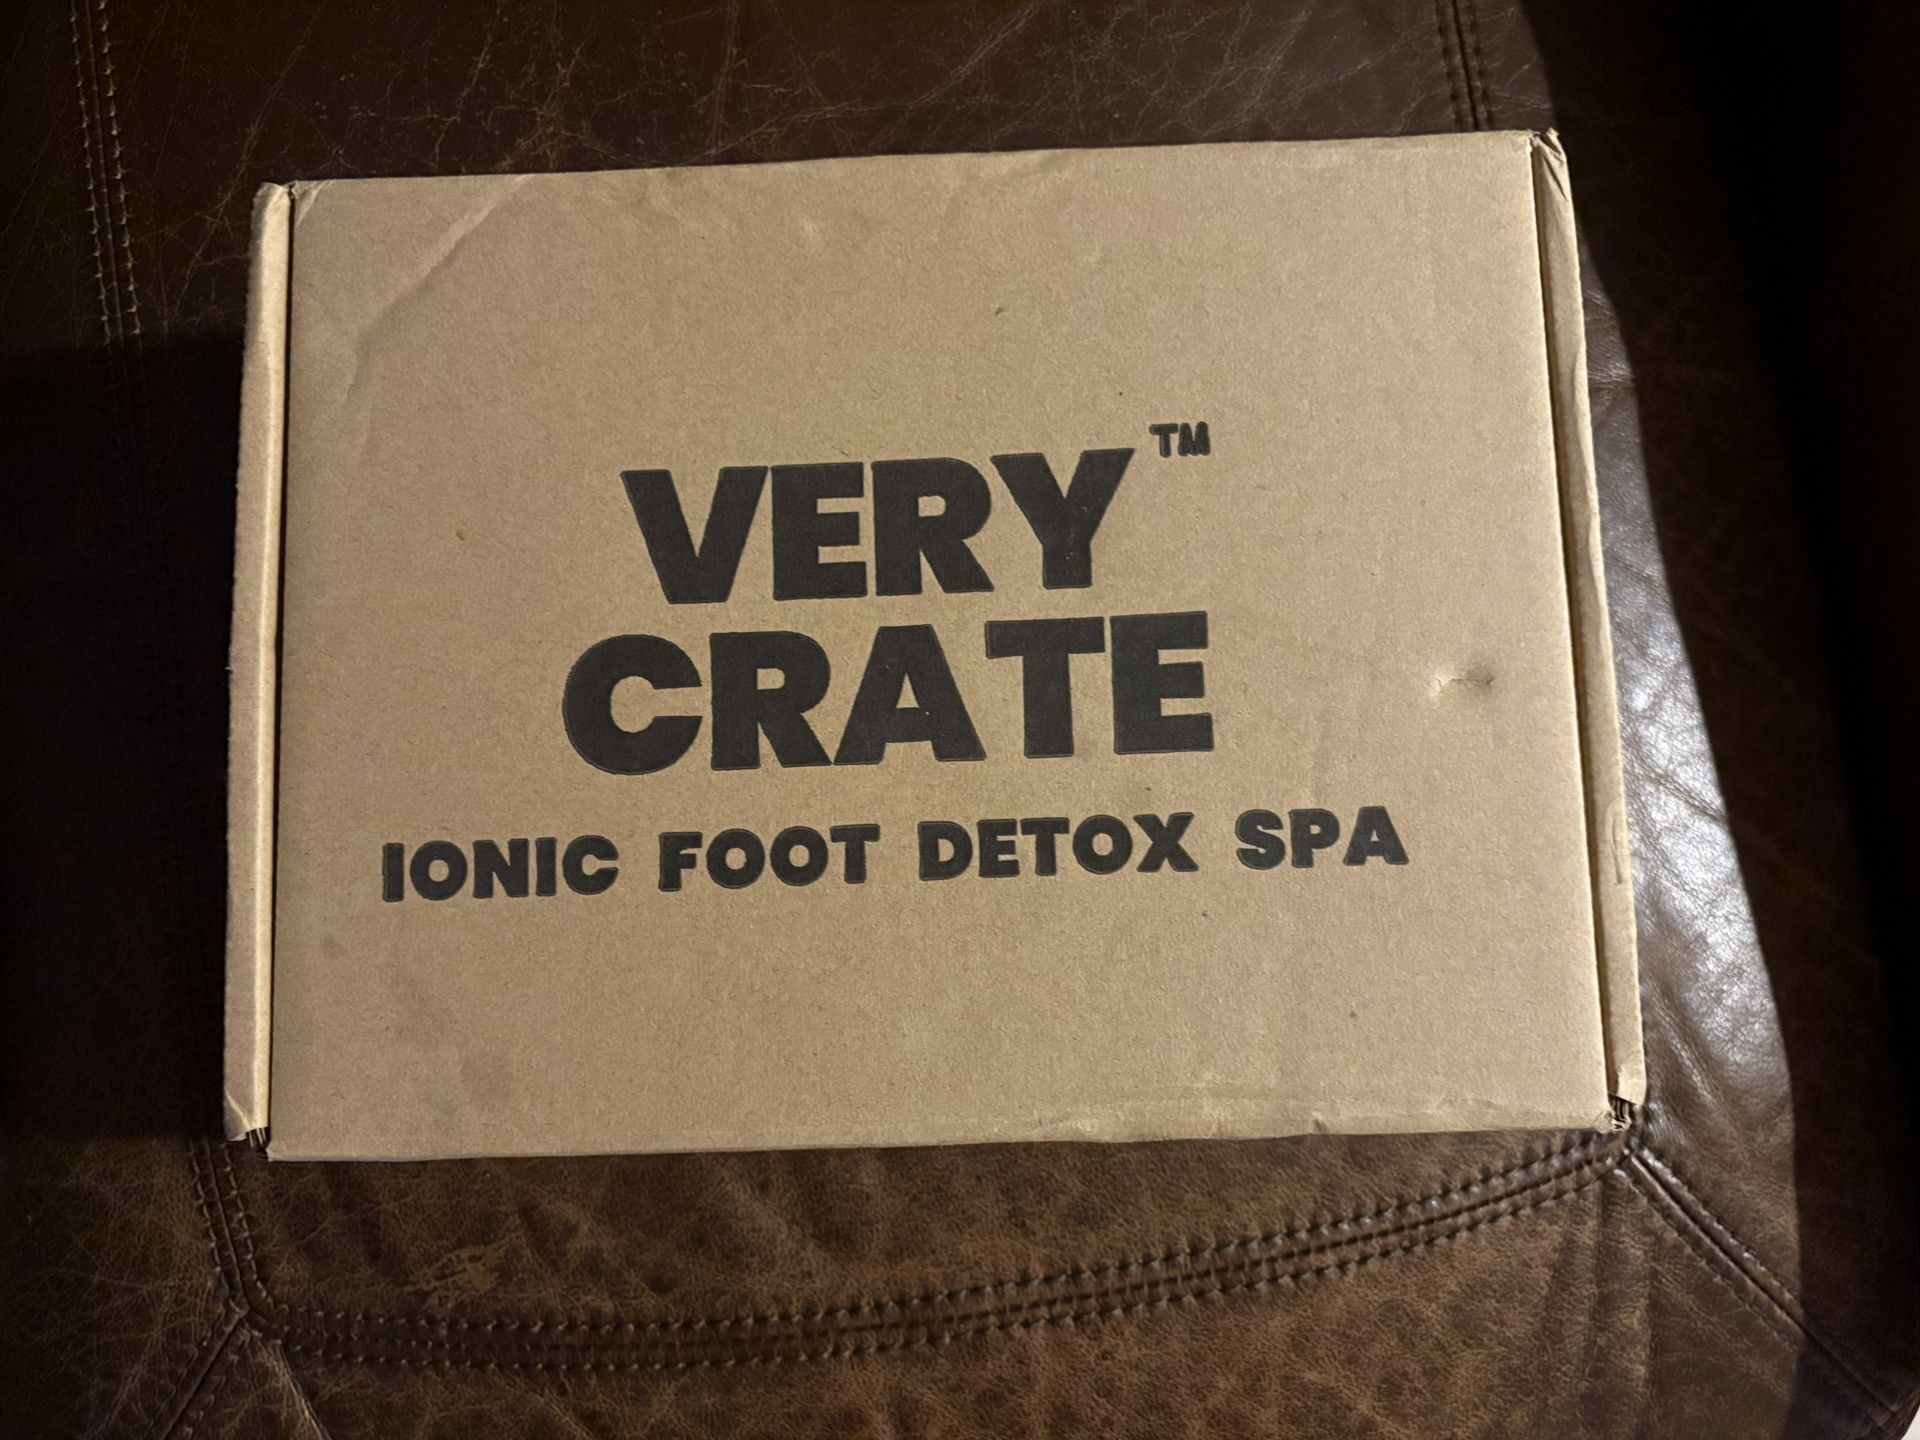 VERY™
CRATE
IONIC FOOT DETOX SPA